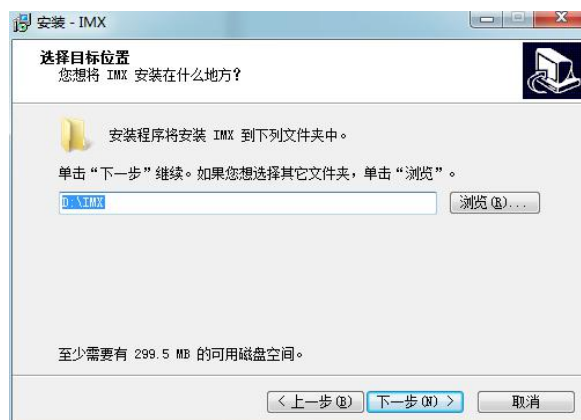 安装 - IMX
选择目标位置
您想将 IMX 安装在什么地方?
安装程序将安装 IMX 到下列文件夹中。
单击“下一步”继续。如果您想选择其它文件夹，单击“浏览”。
D:\IMX
浏览(R)...
至少需要有 299.5 MB 的可用磁盘空间。
< 上一步(B)
下一步(N) >
取消